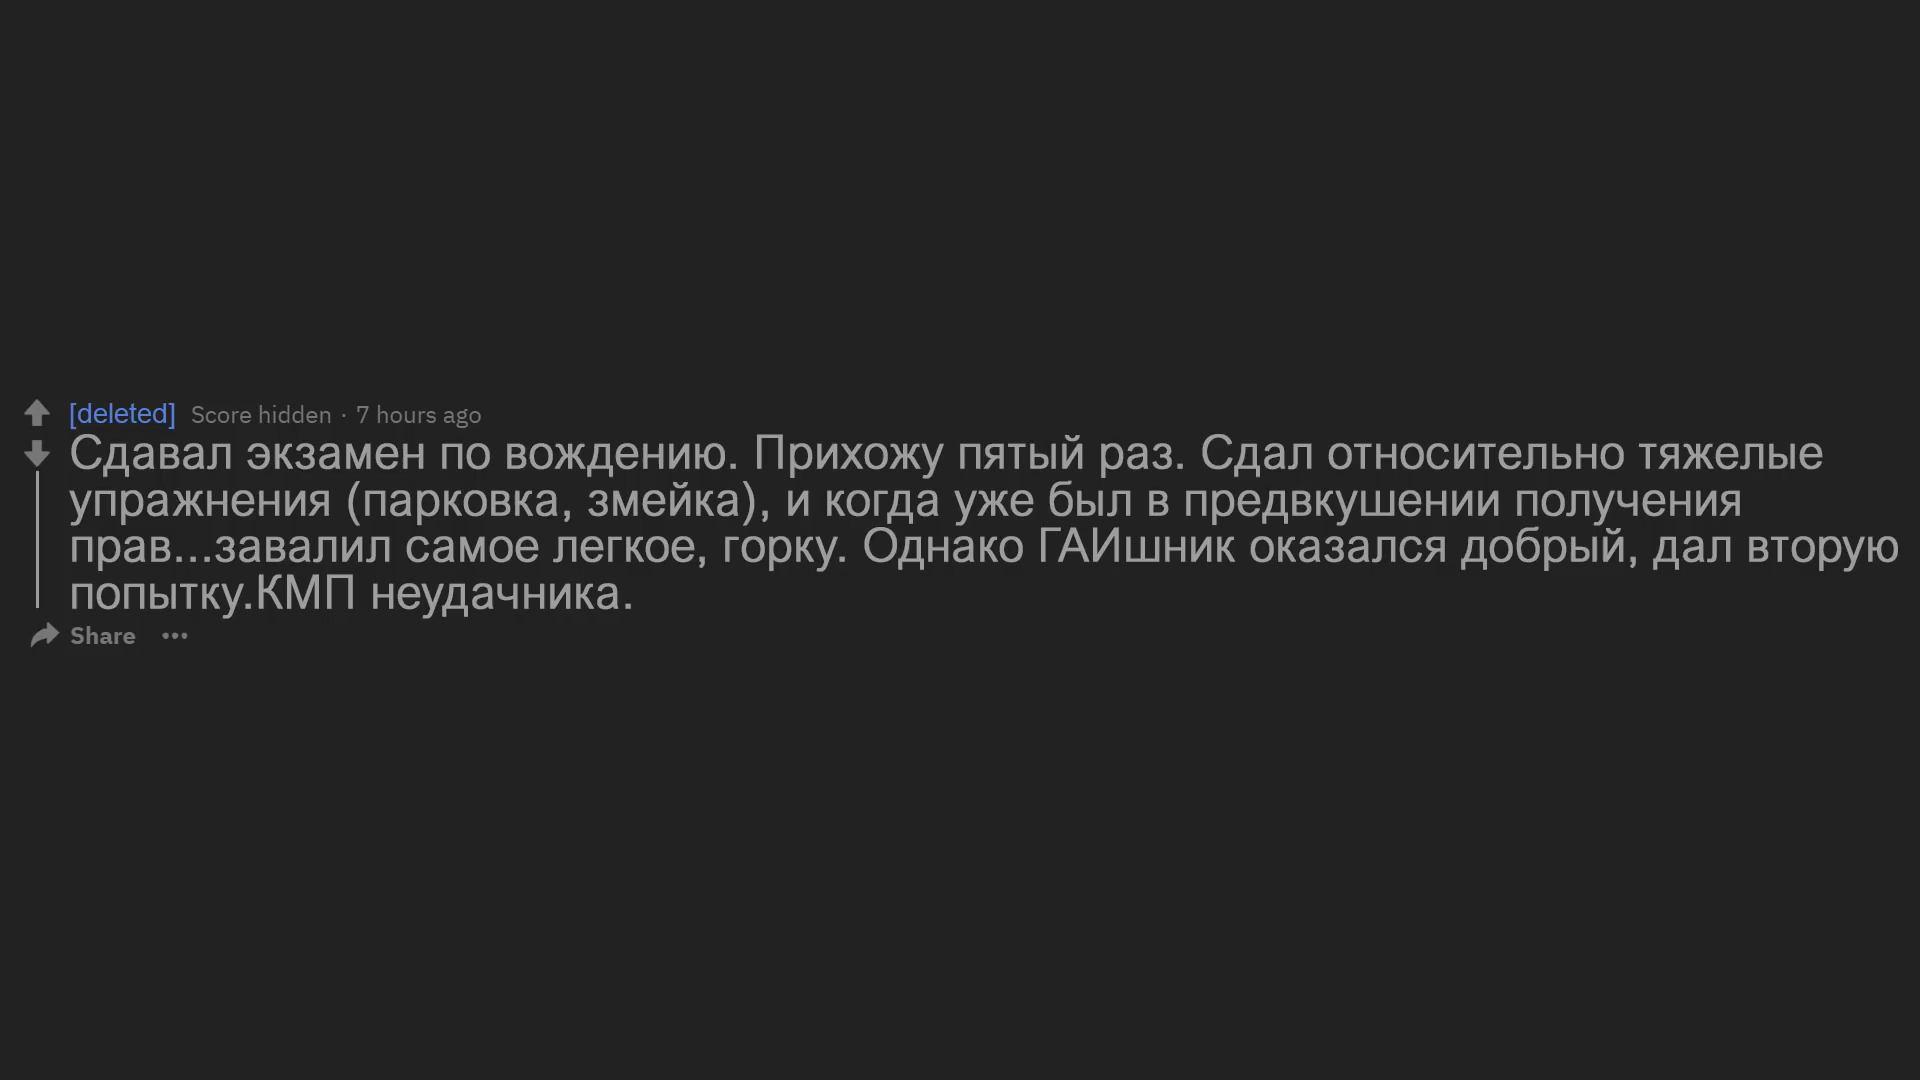 [deleted] Score hidden · 7 hours ago
Сдавал экзамен по вождению. Прихожу пятый раз. Сдал относительно тяжелые
упражнения (парковка, змейка), и когда уже был в предвкушении получения
прав...завалил самое легкое, горку. Однако ГАИшник оказался добрый, дал вторую
попытку.КМП неудачника.
Share •••